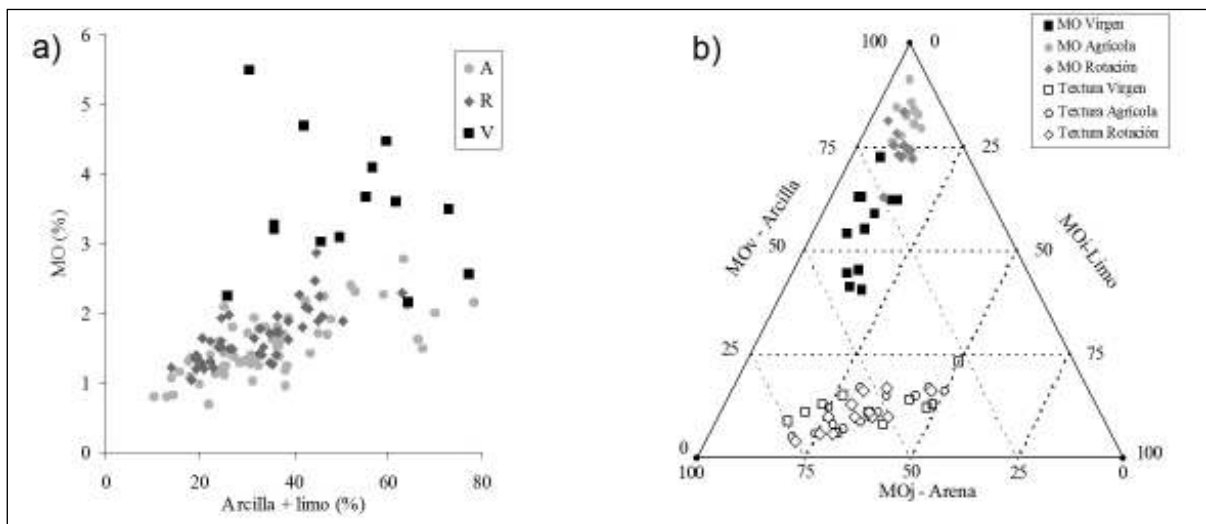 a)
MO (%)
6
5
4
3
2
1
0
0
20
40
60
80
Arcilla + limo (%)
A
R
V
b)
MO Virgen
MO Agrícola
MO Rotación
Textura Virgen
Textura Agrícola
Textura Rotación
100
0
75
25
MOv - Arcilla
MOi-Limo
50
50
25
75
0
100
100
75
50
25
0
MOj - Arena